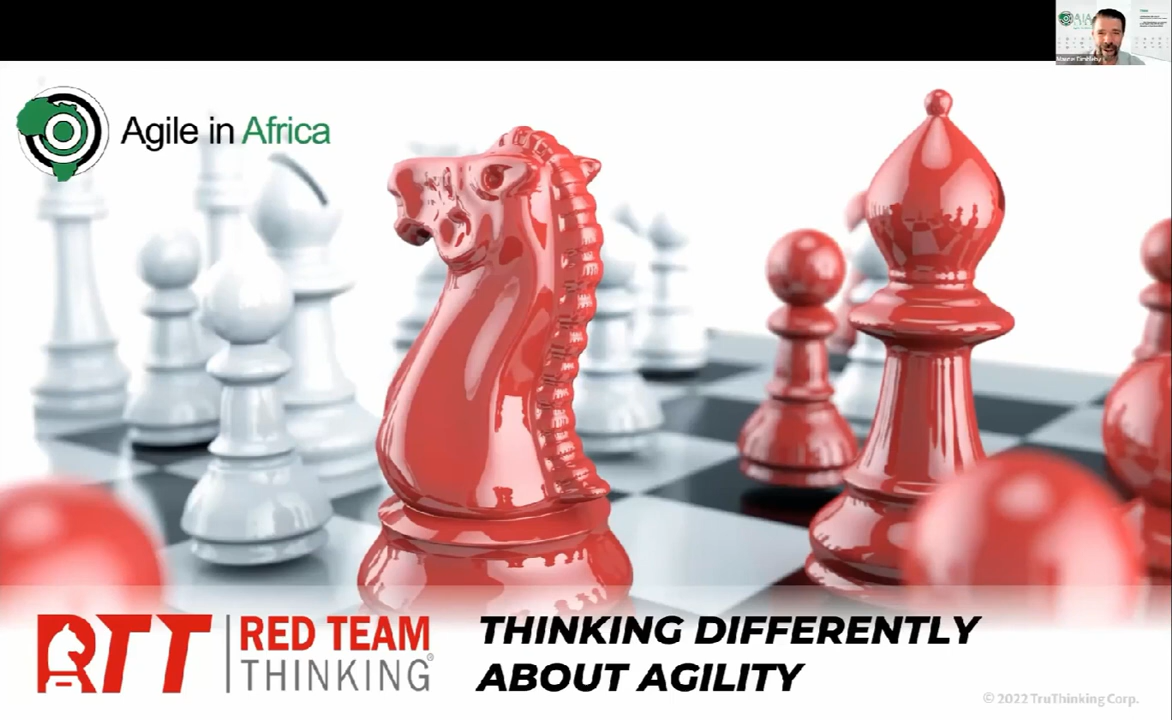 Agile in Africa
RTT
RED TEAM
THINKING®
THINKING DIFFERENTLY
ABOUT AGILITY
© 2022 TruThinking Corp.